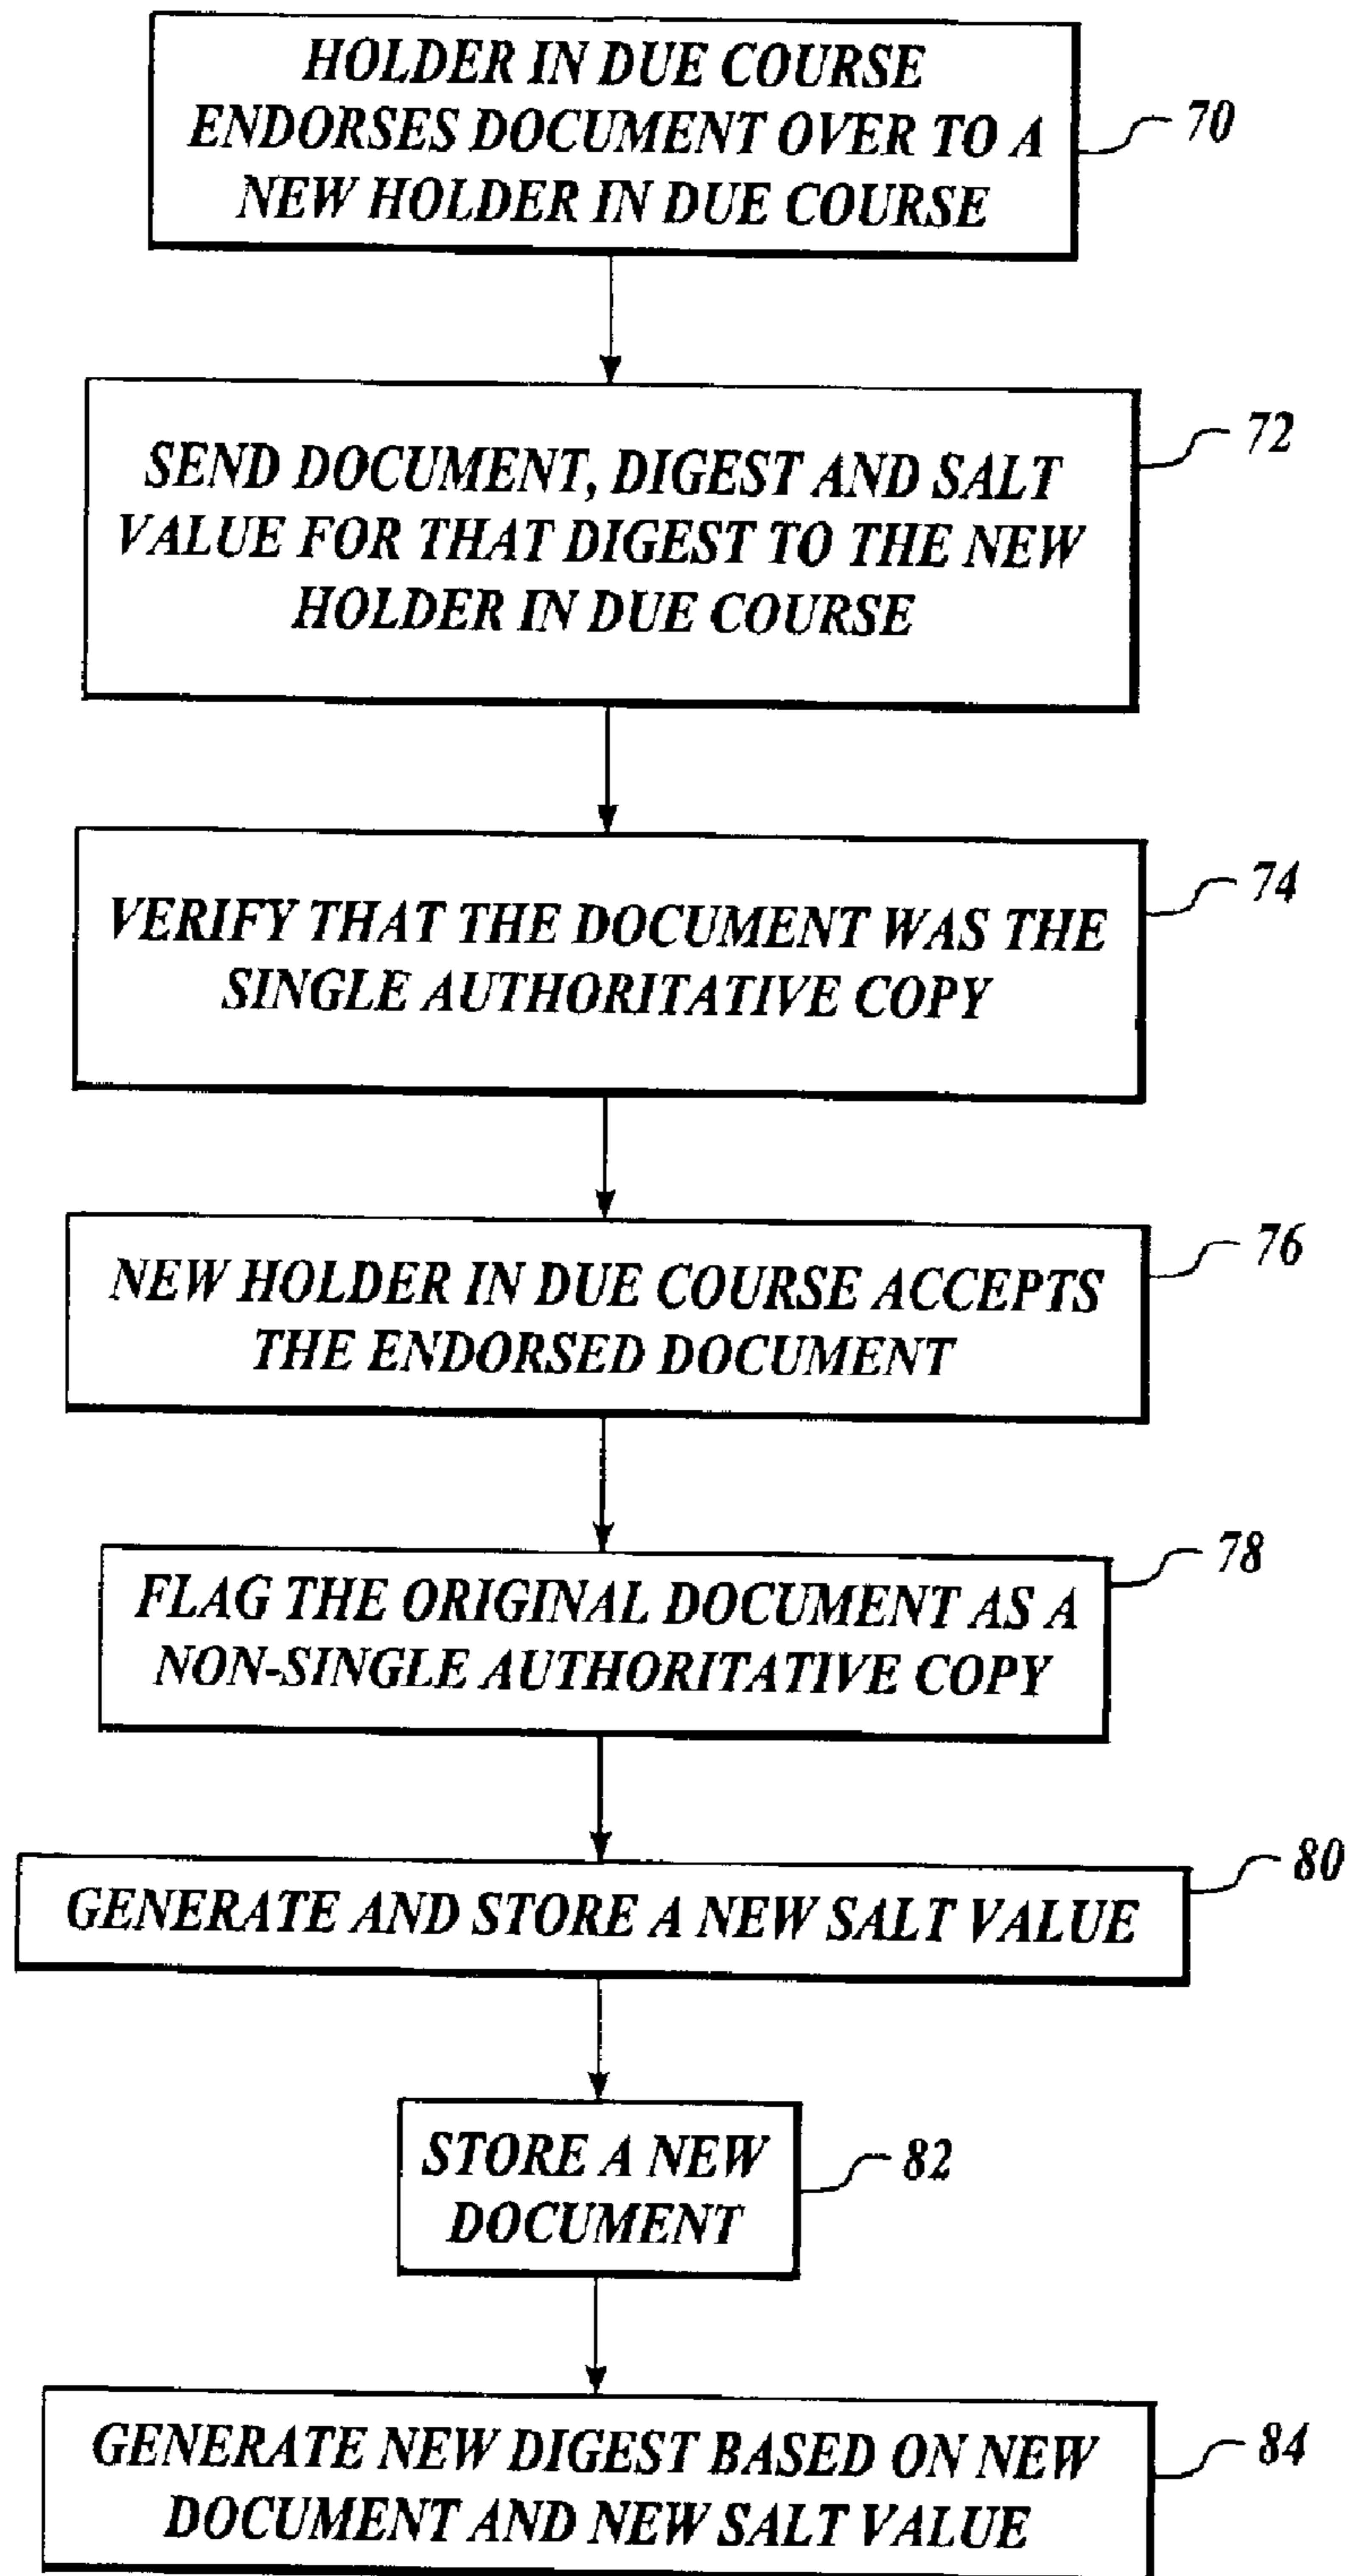 HOLDER IN DUE COURSE
ENDORSES DOCUMENT OVER TO A
NEW HOLDER IN DUE COURSE
70
SEND DOCUMENT, DIGEST AND SALT
VALUE FOR THAT DIGEST TO THE NEW
HOLDER IN DUE COURSE
72
VERIFY THAT THE DOCUMENT WAS THE
SINGLE AUTHORITATIVE COPY
74
NEW HOLDER IN DUE COURSE ACCEPTS
THE ENDORSED DOCUMENT
76
FLAG THE ORIGINAL DOCUMENT AS A
NON-SINGLE AUTHORITATIVE COPY
78
GENERATE AND STORE A NEW SALT VALUE
80
STORE A NEW
DOCUMENT
82
GENERATE NEW DIGEST BASED ON NEW
DOCUMENT AND NEW SALT VALUE
84